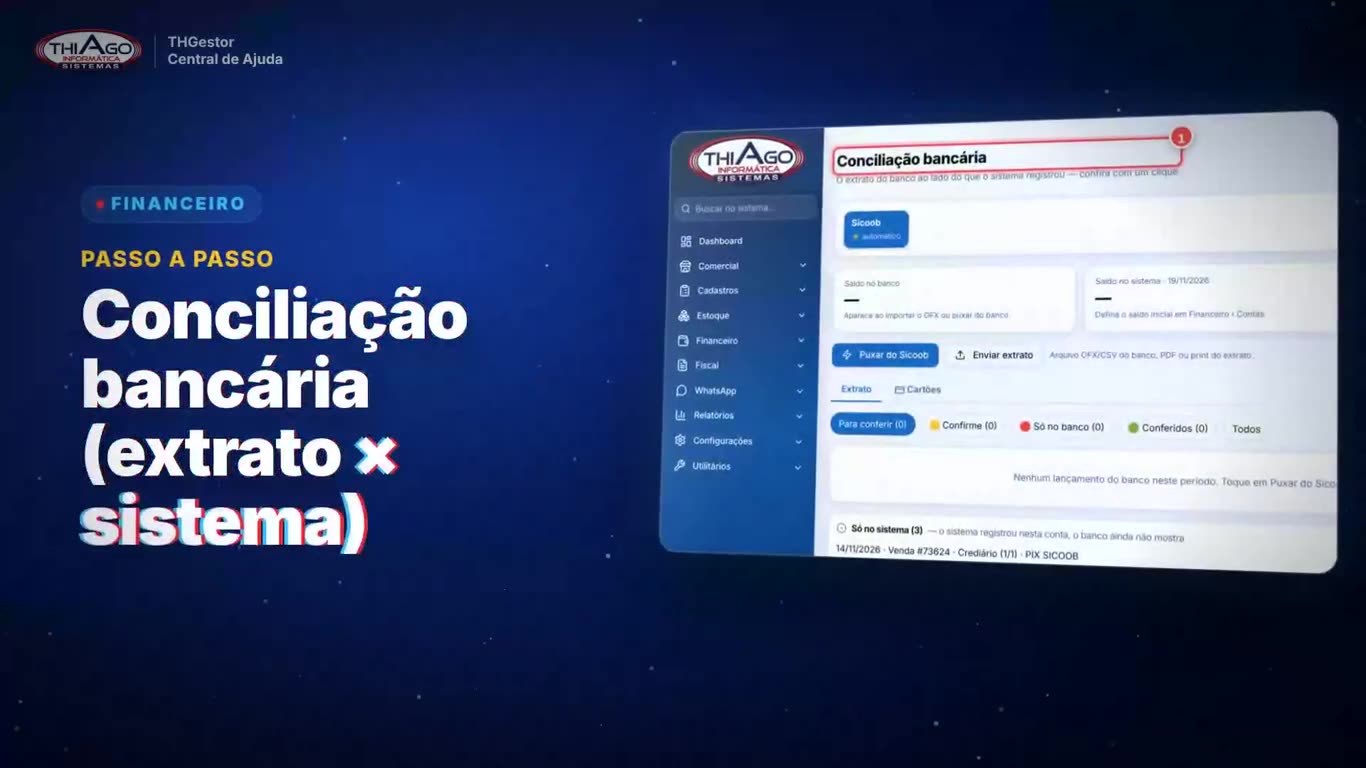 THIAGO
INFORMÁTICA
SISTEMAS
THGestor
Central de Ajuda
FINANCEIRO
PASSO A PASSO
Conciliação
bancária
(extrato ×
sistema)
THIAGO
INFORMÁTICA
SISTEMAS
Buscar no sistema...
Dashboard
Comercial
Cadastros
Estoque
Financeiro
Fiscal
WhatsApp
Relatórios
Configurações
Utilitários
1
Conciliação bancária
O extrato do banco ao lado do que o sistema registrou — confira com um clique
Sicoob
automático
Saldo no banco
—
Aparece ao importar o OFX ou puxar do banco.
Saldo no sistema · 19/11/2026
—
Defina o saldo inicial em Financeiro › Contas
Puxar do Sicoob
Enviar extrato
Arquivo OFX/CSV do banco, PDF ou print do extrato.
Extrato
Cartões
Para conferir (0)
Confirme (0)
Só no banco (0)
Conferidos (0)
Todos
Nenhum lançamento do banco neste período. Toque em Puxar do Sico
Só no sistema (3) — o sistema registrou nesta conta, o banco ainda não mostra
14/11/2026 · Venda #73624 · Crediário (1/1) · PIX SICOOB